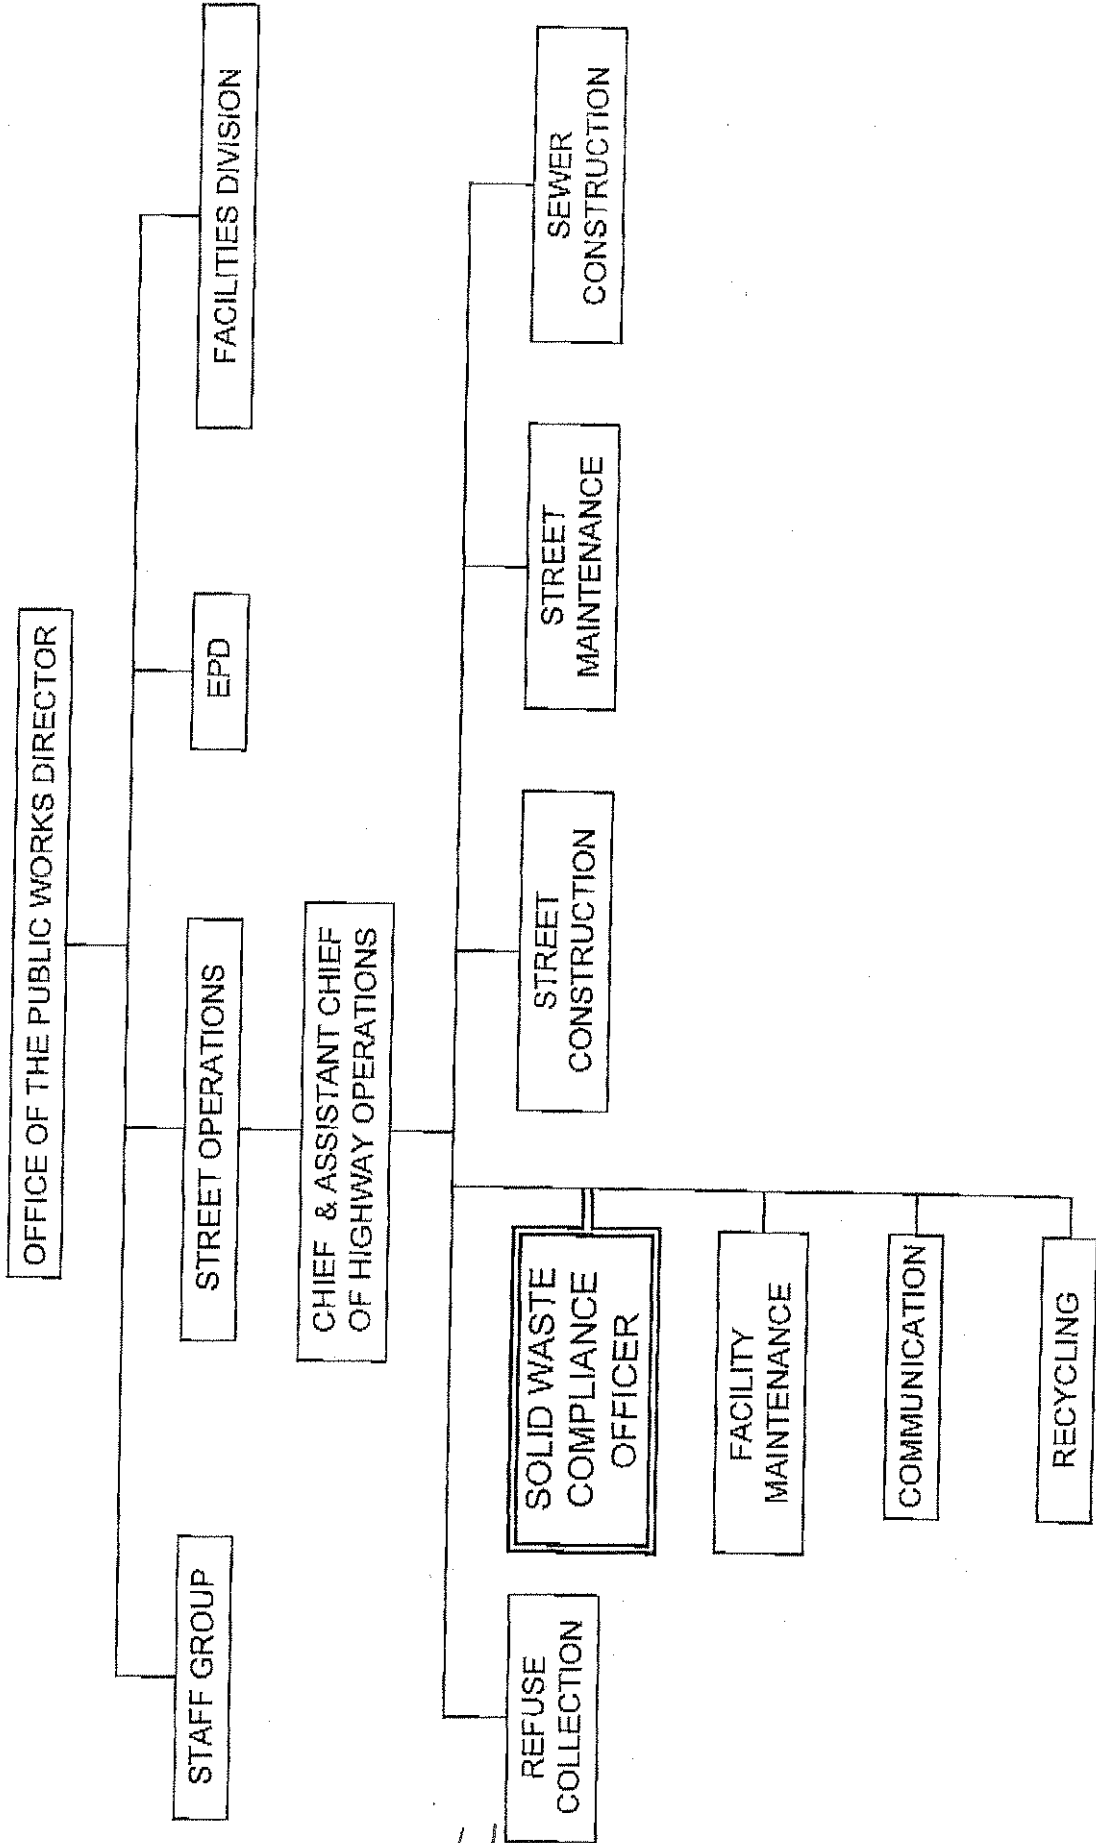 OFFICE OF THE PUBLIC WORKS DIRECTOR
STAFF GROUP
STREET OPERATIONS
EPD
FACILITIES DIVISION
CHIEF & ASSISTANT CHIEF
OF HIGHWAY OPERATIONS
REFUSE
COLLECTION
SOLID WASTE
COMPLIANCE
OFFICER
STREET
CONSTRUCTION
STREET
MAINTENANCE
SEWER
CONSTRUCTION
FACILITY
MAINTENANCE
COMMUNICATION
RECYCLING